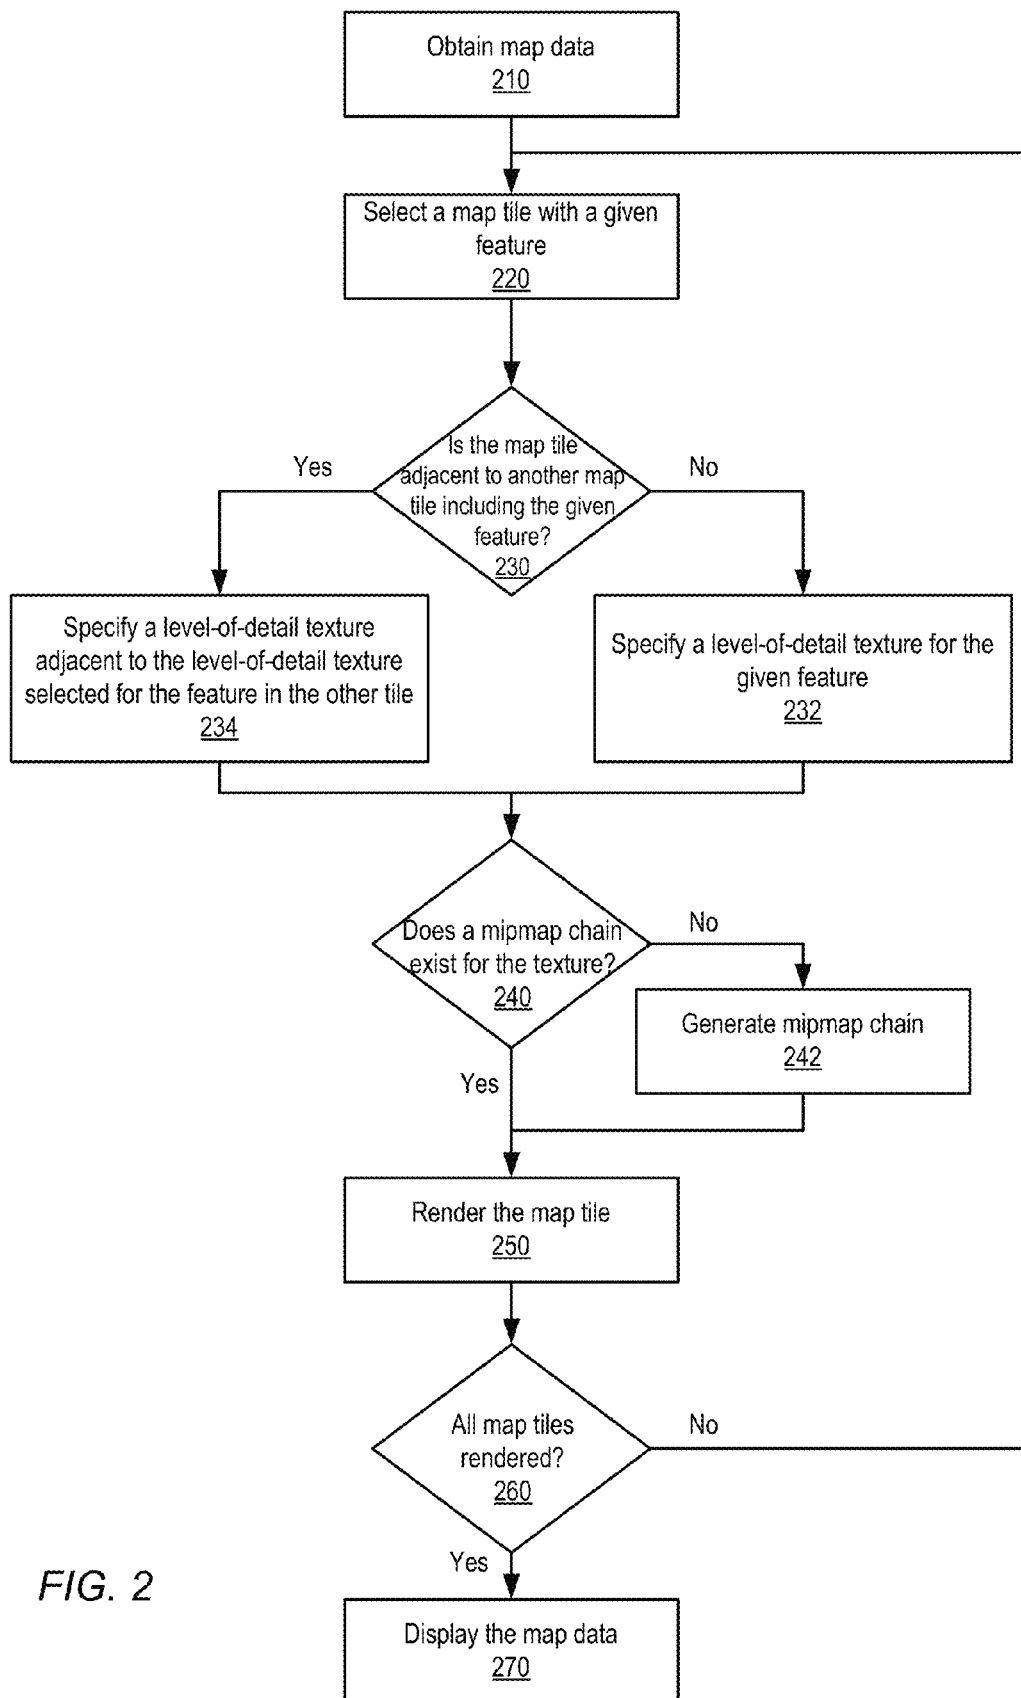 Obtain map data
210
Select a map tile with a given
feature
220
Is the map tile
adjacent to another map
tile including the given
feature?
230
Yes
No
Specify a level-of-detail texture
adjacent to the level-of-detail texture
selected for the feature in the other tile
234
Specify a level-of-detail texture for the
given feature
232
Does a mipmap chain
exist for the texture?
240
No
Generate mipmap chain
242
Yes
Render the map tile
250
All map tiles
rendered?
260
No
Yes
FIG. 2
Display the map data
270